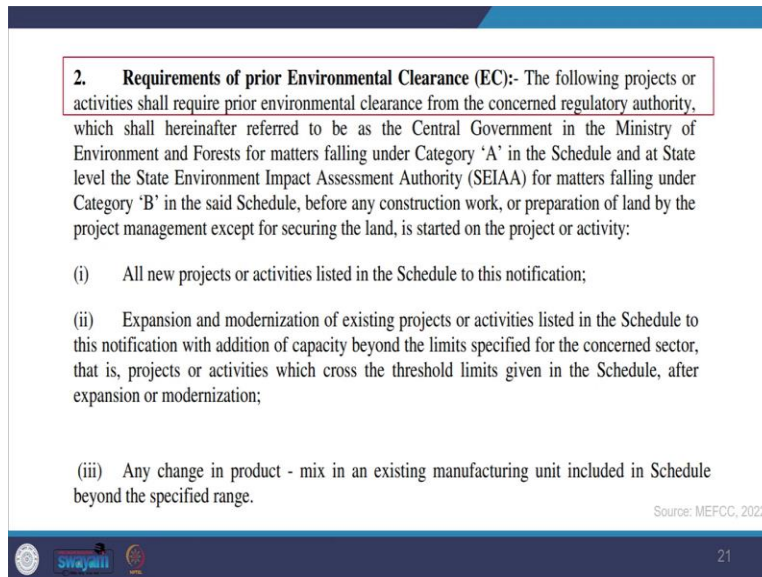 2. Requirements of prior Environmental Clearance (EC):- The following projects or
activities shall require prior environmental clearance from the concerned regulatory authority,
which shall hereinafter referred to be as the Central Government in the Ministry of
Environment and Forests for matters falling under Category ‘A’ in the Schedule and at State
level the State Environment Impact Assessment Authority (SEIAA) for matters falling under
Category ‘B’ in the said Schedule, before any construction work, or preparation of land by the
project management except for securing the land, is started on the project or activity:
(i) All new projects or activities listed in the Schedule to this notification;
(ii) Expansion and modernization of existing projects or activities listed in the Schedule to
this notification with addition of capacity beyond the limits specified for the concerned sector,
that is, projects or activities which cross the threshold limits given in the Schedule, after
expansion or modernization;
(iii) Any change in product - mix in an existing manufacturing unit included in Schedule
beyond the specified range.
Source: MEFCC, 202
swayam
21